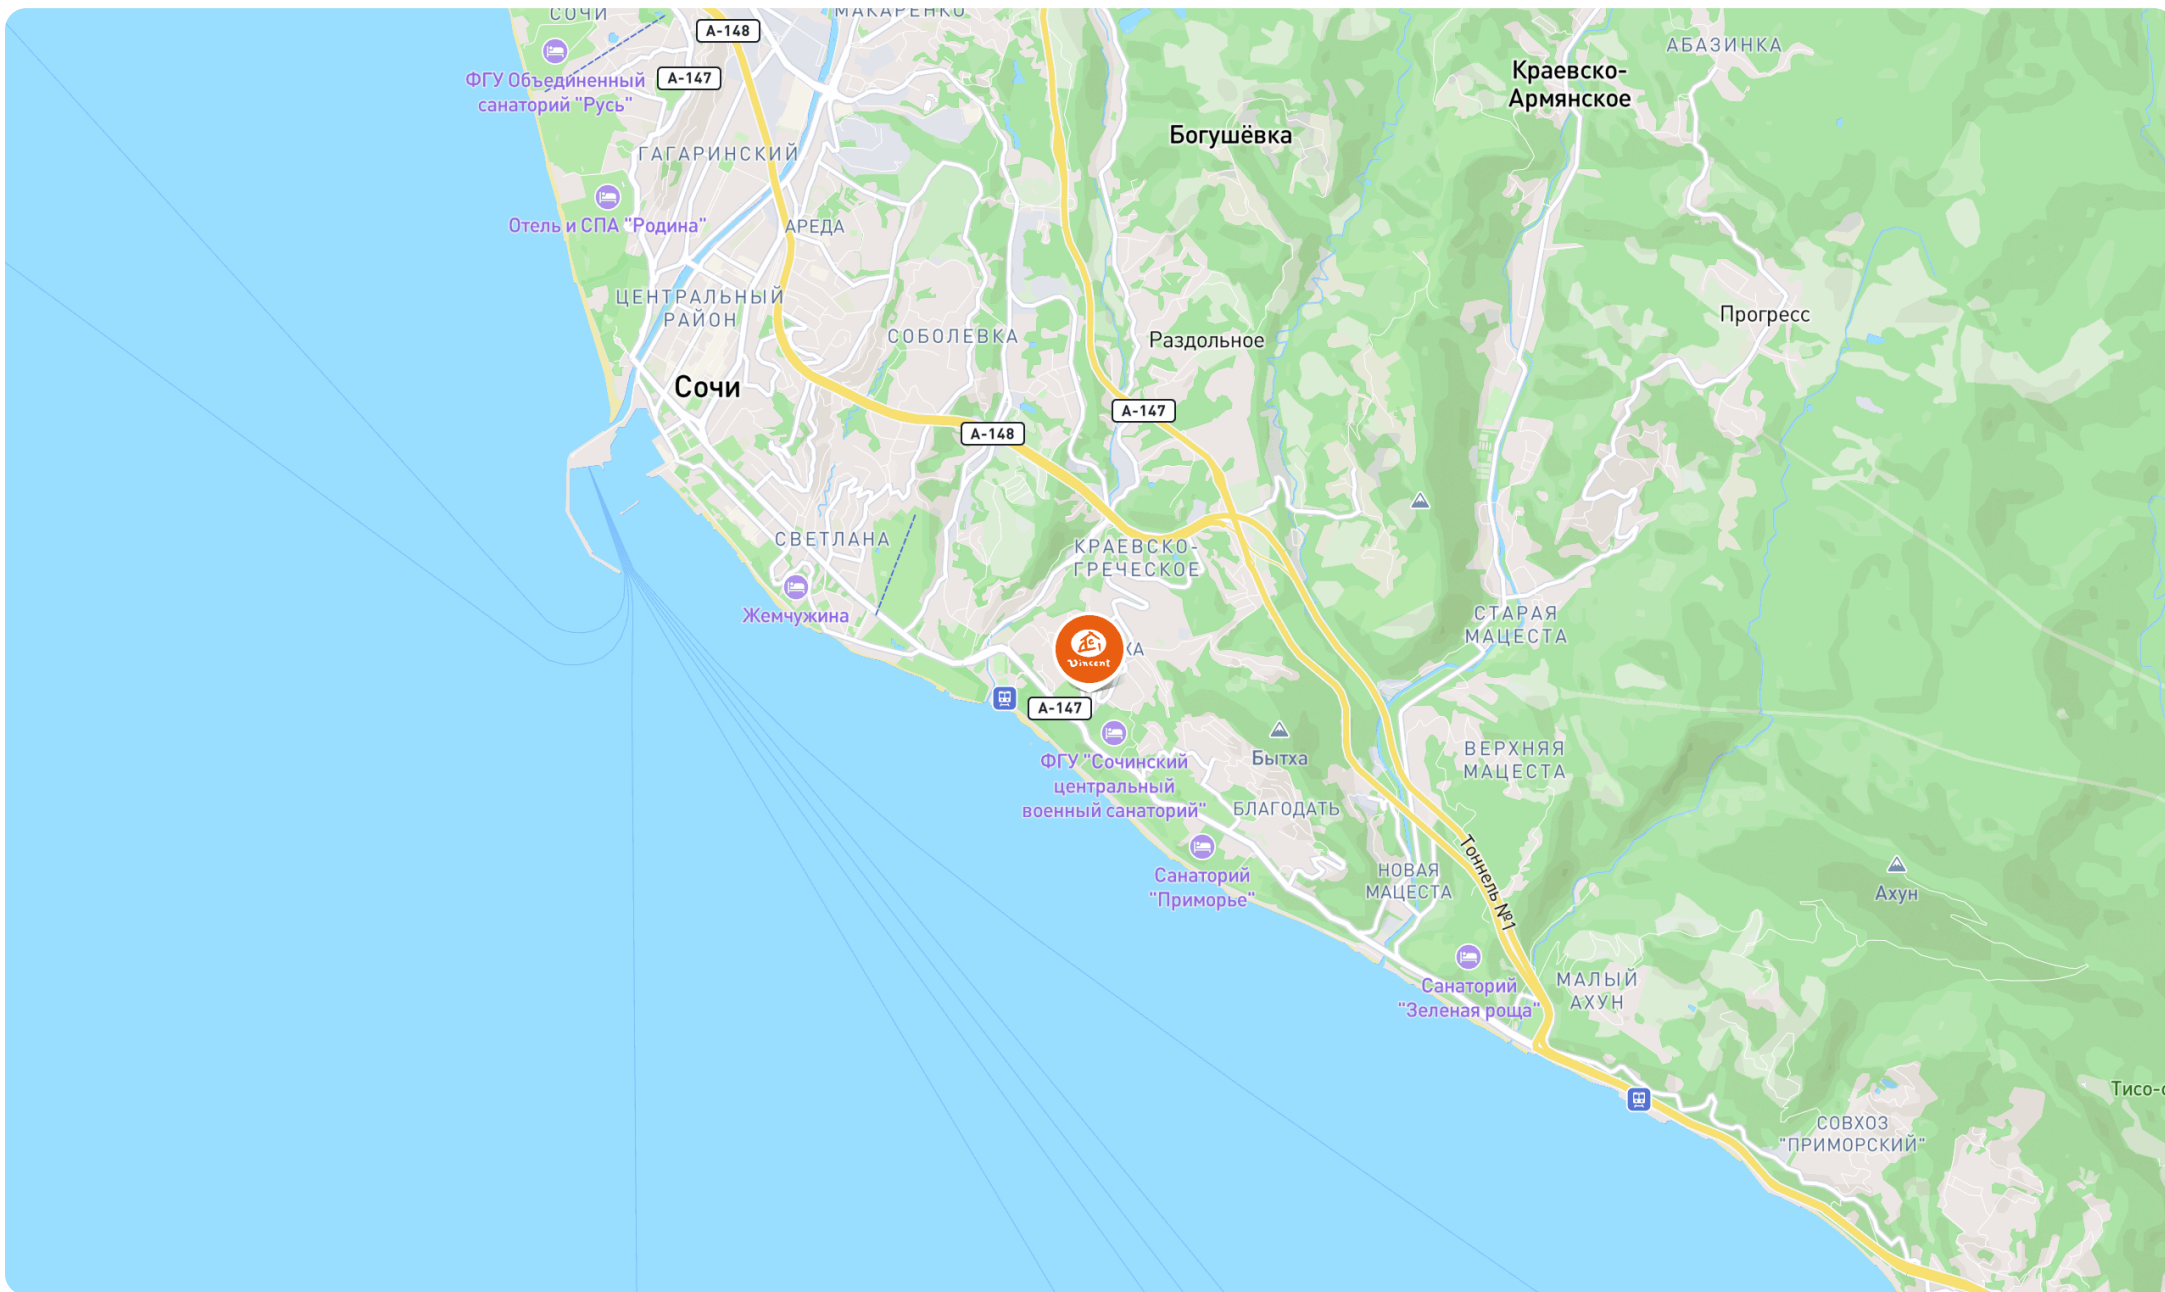 СОЧИ
МАКАРЕНКО
А-148
АБАЗИНКА
ФГУ Объединенный
санаторий "Русь"
А-147
Краевско-
Армянское
Богушёвка
ГАГАРИНСКИЙ
Отель и СПА "Родина"
АРЕДА
ЦЕНТРАЛЬНЫЙ
РАЙОН
Прогресс
СОБОЛЕВКА
Раздольное
Сочи
А-147
А-148
СВЕТЛАНА
КРАЕВСКО-
ГРЕЧЕСКОЕ
Жемчужина
СТАРАЯ
МАЦЕСТА
Vincent
ХА
А-147
ФГУ "Сочинский
центральный
военный санаторий"
Бытха
ВЕРХНЯЯ
МАЦЕСТА
БЛАГОДАТЬ
Тоннель №1
Санаторий
"Приморье"
НОВАЯ
МАЦЕСТА
Ахун
Санаторий
"Зеленая роща"
МАЛЫЙ
АХУН
Тисо-с
СОВХОЗ
"ПРИМОРСКИЙ"